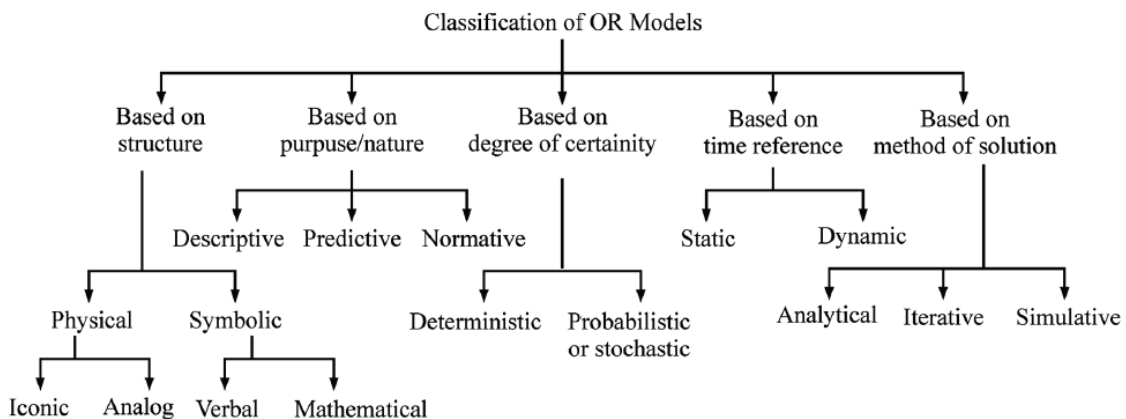 Classification of OR Models
Based on
structure
Based on
purpuse/nature
Based on
degree of certainity
Based on
time reference
Based on
method of solution
Descriptive
Predictive
Normative
Static
Dynamic
Physical
Symbolic
Deterministic
Probabilistic
or stochastic
Analytical
Iterative
Simulative
Iconic
Analog
Verbal
Mathematical